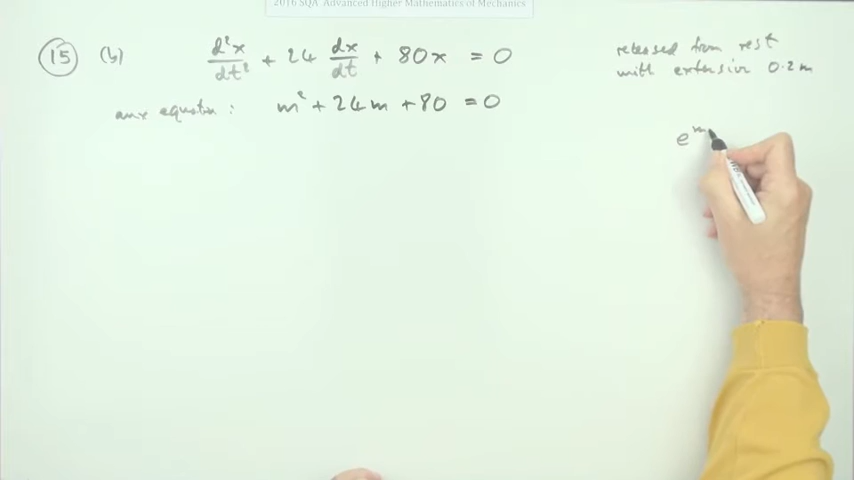 2016 SQA Advanced Higher Mathematics of Mechanics
15 (b) d²x/dt² + 24 dx/dt + 80x = 0
aux equation : m² + 24m + 80 = 0
released from rest
with extension 0.2 m
e^m